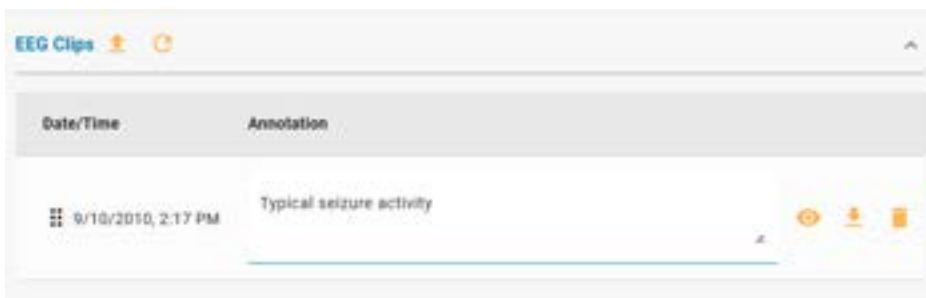 EEG Clips
Date/Time Annotation
9/10/2010, 2:17 PM Typical seizure activity